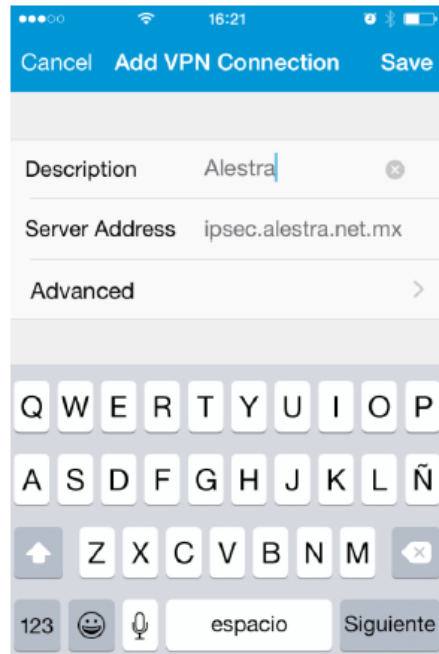 16:21
Cancel Add VPN Connection Save
Description Alestra
Server Address ipsec.alestra.net.mx
Advanced
Q W E R T Y U I O P
A S D F G H J K L Ñ
Z X C V B N M
123 espacio Siguiente